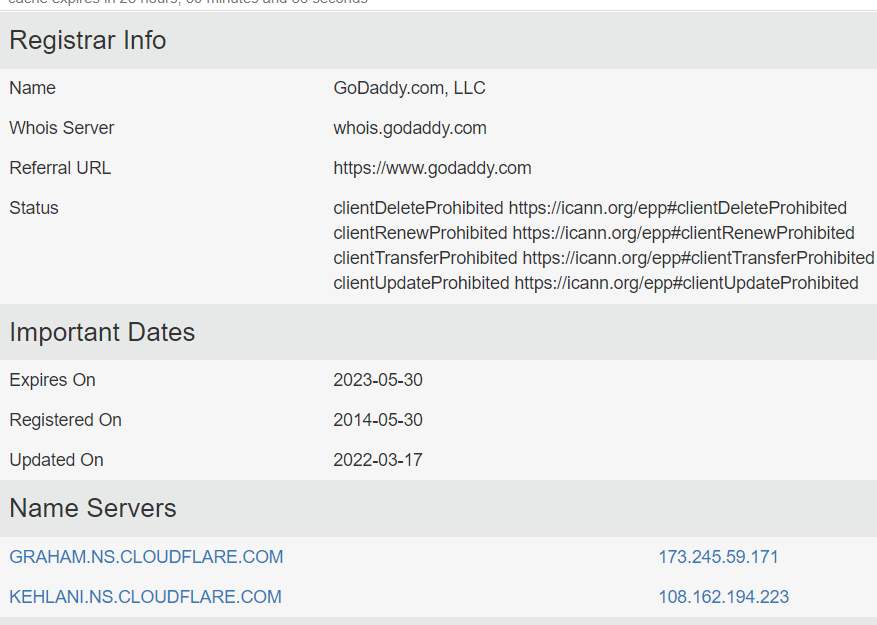 Registrar Info
Name GoDaddy.com, LLC
Whois Server whois.godaddy.com
Referral URL https://www.godaddy.com
Status clientDeleteProhibited https://icann.org/epp#clientDeleteProhibited
clientRenewProhibited https://icann.org/epp#clientRenewProhibited
clientTransferProhibited https://icann.org/epp#clientTransferProhibited
clientUpdateProhibited https://icann.org/epp#clientUpdateProhibited
Important Dates
Expires On 2023-05-30
Registered On 2014-05-30
Updated On 2022-03-17
Name Servers
GRAHAM.NS.CLOUDFLARE.COM 173.245.59.171
KEHLANI.NS.CLOUDFLARE.COM 108.162.194.223